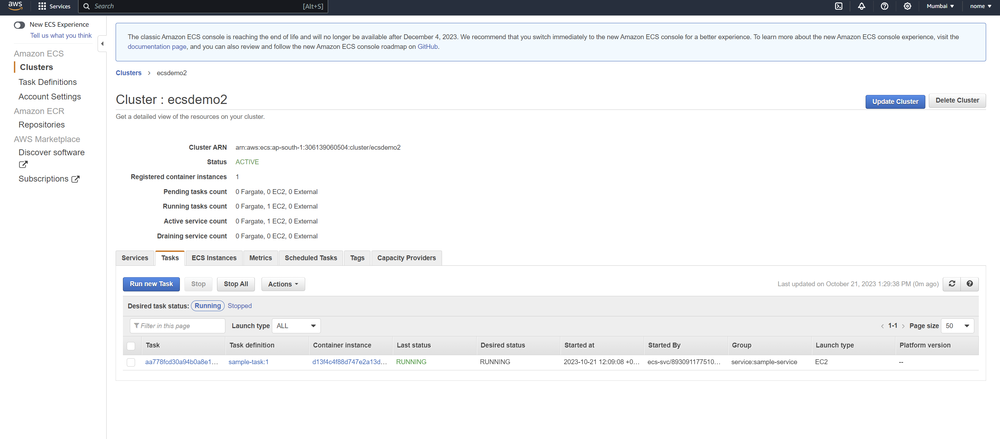 aws
Services
Search
[Alt+S]
Mumbai
nome
New ECS Experience
Tell us what you think
Amazon ECS
Clusters
Task Definitions
Account Settings
Amazon ECR
Repositories
AWS Marketplace
Discover software
Subscriptions
The classic Amazon ECS console is reaching the end of life and will no longer be available after December 4, 2023. We recommend that you switch immediately to the new Amazon ECS console for a better experience. To learn more about the new Amazon ECS console experience, visit the
documentation page, and you can also review and follow the new Amazon ECS console roadmap on GitHub.
Clusters > ecsdemo2
Cluster : ecsdemo2
Update Cluster
Delete Cluster
Get a detailed view of the resources on your cluster.
Cluster ARN arn:aws:ecs:ap-south-1:306139060504:cluster/ecsdemo2
Status ACTIVE
Registered container instances 1
Pending tasks count 0 Fargate, 0 EC2, 0 External
Running tasks count 0 Fargate, 1 EC2, 0 External
Active service count 0 Fargate, 1 EC2, 0 External
Draining service count 0 Fargate, 0 EC2, 0 External
Services Tasks ECS Instances Metrics Scheduled Tasks Tags Capacity Providers
Run new Task Stop Stop All Actions Last updated on October 21, 2023 1:29:38 PM (0m ago)
Desired task status: Running Stopped
Filter in this page Launch type ALL < 1-1 > Page size 50
Task Task definition Container instance Last status Desired status Started at Started By Group Launch type Platform version
aa778fcd30a94b0a8e1... sample-task:1 d13f4c4f88d747e2a13d... RUNNING RUNNING 2023-10-21 12:09:08 +0... ecs-svc/893091177510... service:sample-service EC2 --